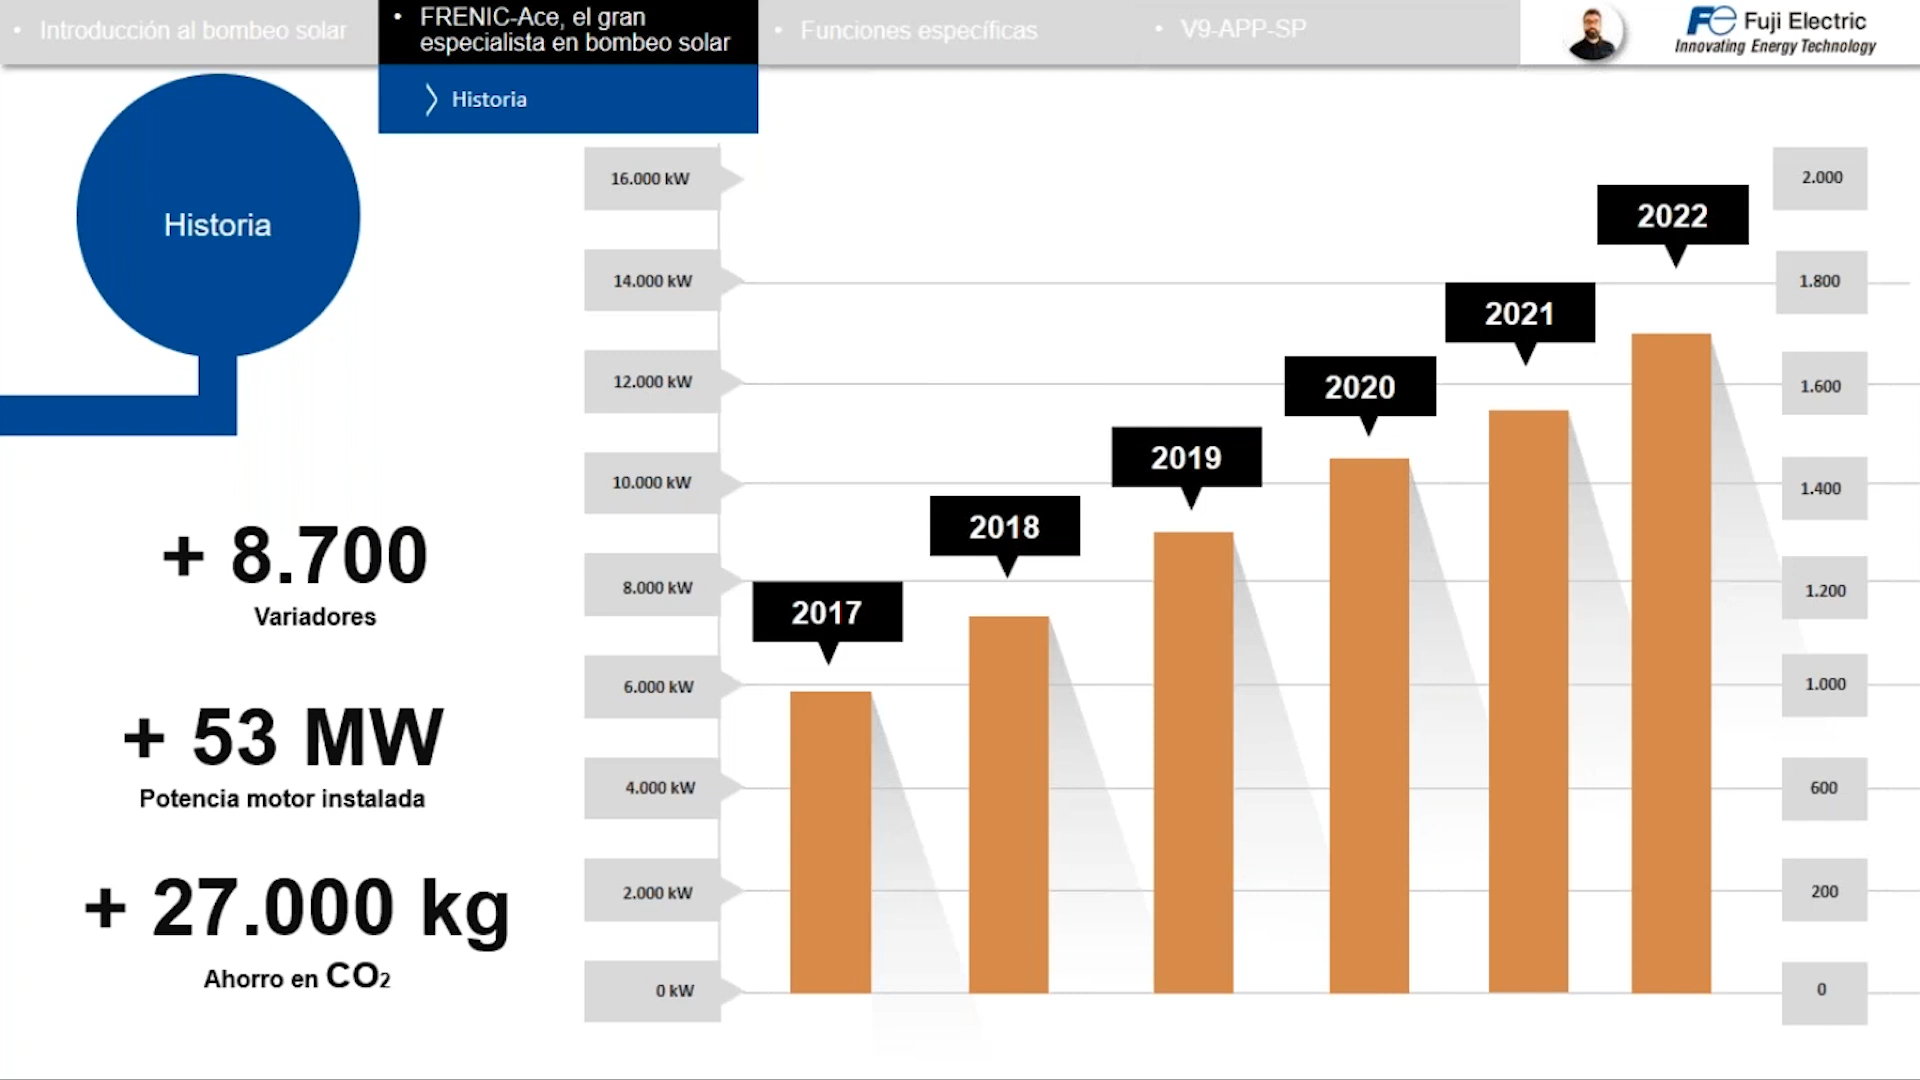 • Introducción al bombeo solar
• FRENIC-Ace, el gran
especialista en bombeo solar
• Funciones específicas
• V9-APP-SP
Fe Fuji Electric
Innovating Energy Technology
Historia
Historia
+ 8.700
Variadores
+ 53 MW
Potencia motor instalada
+ 27.000 kg
Ahorro en CO2
16.000 kW
14.000 kW
12.000 kW
10.000 kW
8.000 kW
6.000 kW
4.000 kW
2.000 kW
0 kW
2017
2018
2019
2020
2021
2022
2.000
1.800
1.600
1.400
1.200
1.000
600
200
0